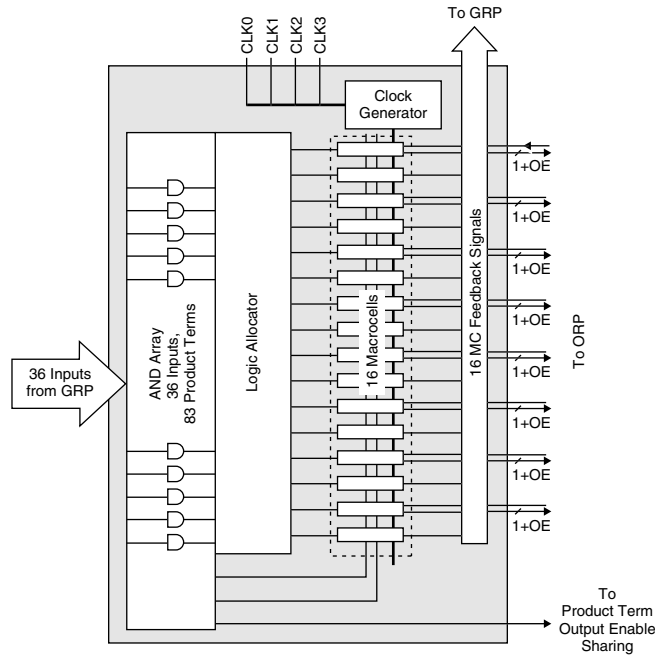 To GRP
CLK0
CLK1
CLK2
CLK3
Clock
Generator
1+OE
1+OE
1+OE
1+OE
1+OE
1+OE
1+OE
1+OE
36 Inputs
from GRP
AND Array
36 Inputs,
83 Product Terms
Logic Allocator
16 Macrocells
16 MC Feedback Signals
To ORP
To
Product Term
Output Enable
Sharing